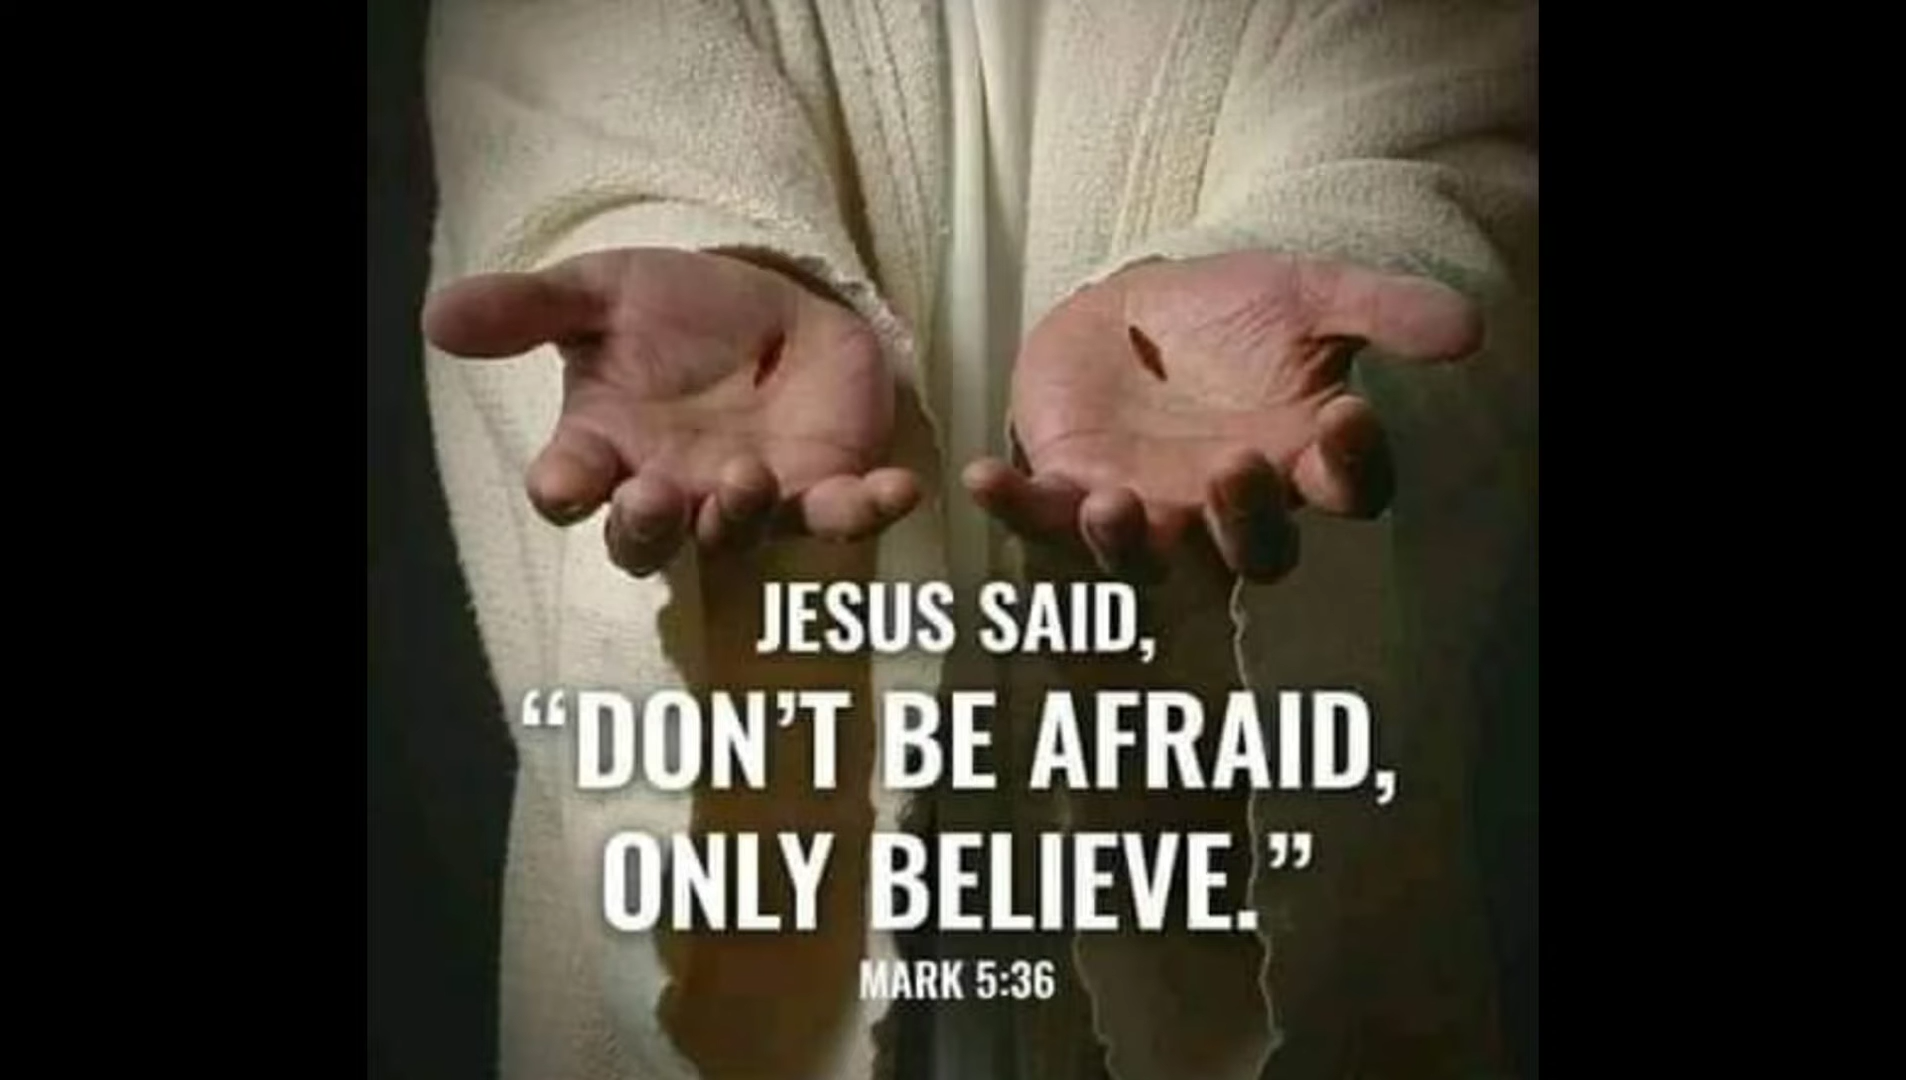 JESUS SAID,
“DON’T BE AFRAID,
ONLY BELIEVE.”
MARK 5:36